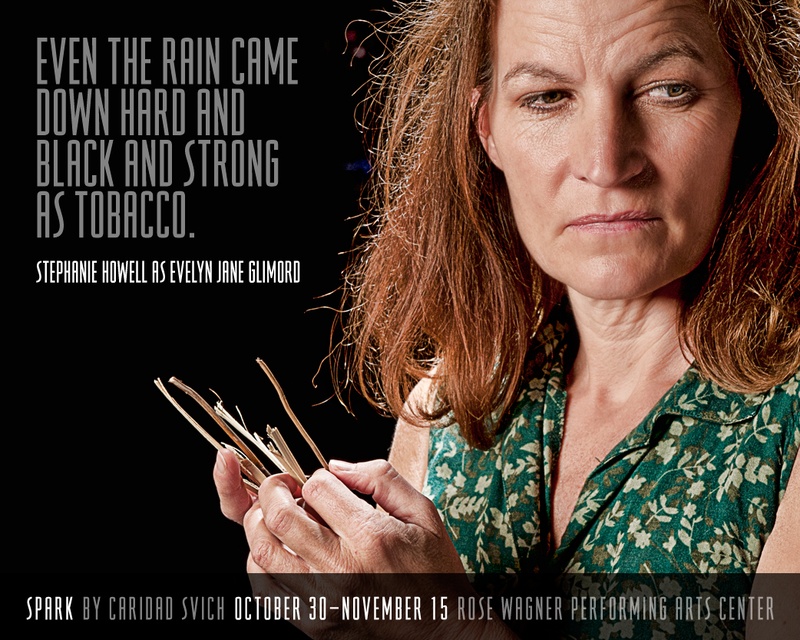 EVEN THE RAIN CAME
DOWN HARD AND
BLACK AND STRONG
AS TOBACCO.
STEPHANIE HOWELL AS EVELYN JANE GLIMORD
SPARK BY CARIDAD SVICH OCTOBER 30–NOVEMBER 15 ROSE WAGNER PERFORMING ARTS CENTER